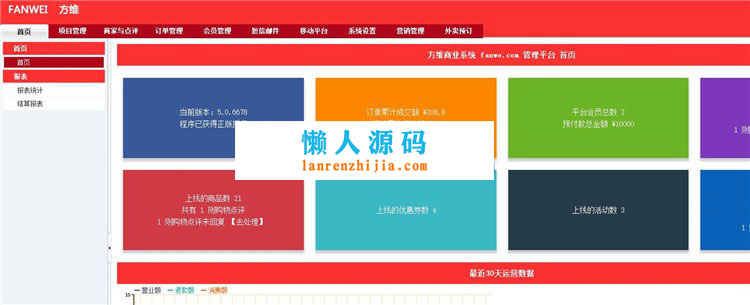 FANWEI 方维
首页 项目管理 商家与点评 订单管理 会员管理 短信邮件 移动平台 系统设置 营销管理 外卖预订
首页
首页
报表
报表统计
结算报表
方维商业系统 fanwe.com 管理平台 首页
当前版本: 5.0.6678
程序已获得正版
订单累计成交额 ¥208.8
平台会员总数 2
预付款总金额 ¥10000
1 则
懒人源码
lanrenzhijia.com
上线的商品数 21
共有 1 则购物点评
1 则购物点评未回复 【去处理】
上线的优惠券数 4
上线的活动数 3
1
最近30天运营数据
营业额 退款额 消费额
10